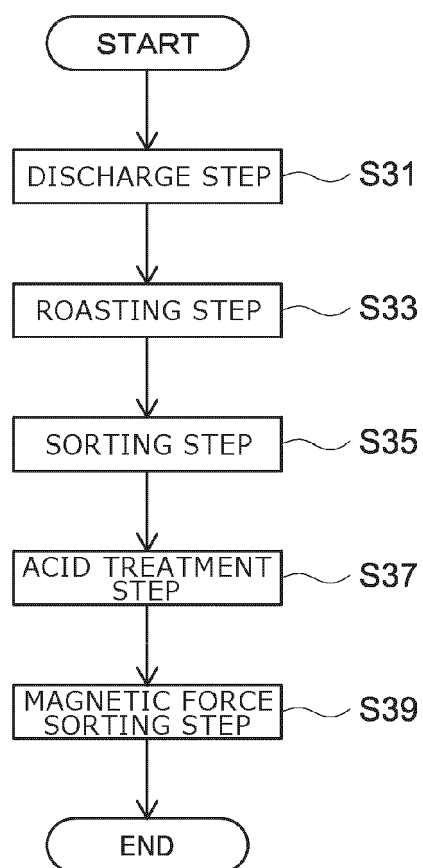 START
DISCHARGE STEP S31
ROASTING STEP S33
SORTING STEP S35
ACID TREATMENT
STEP S37
MAGNETIC FORCE
SORTING STEP S39
END